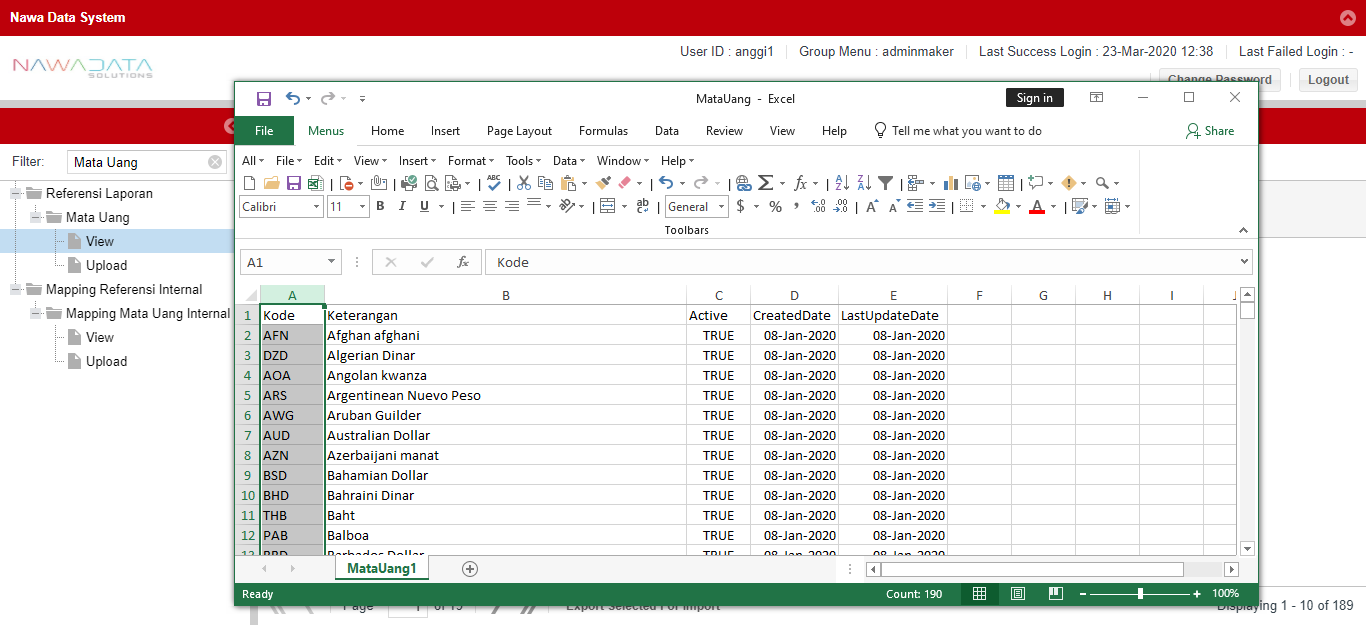 Nawa Data System
User ID : anggi1 Group Menu : adminmaker Last Success Login : 23-Mar-2020 12:38 Last Failed Login : -
NAWADATA
SOLUTIONS
Change Password Logout
MataUang - Excel Sign in
File Menus Home Insert Page Layout Formulas Data Review View Help Tell me what you want to do Share
Filter: Mata Uang
All File Edit View Insert Format Tools Data Window Help
Calibri 11 General
Toolbars
A1 fx Kode
Referensi Laporan
Mata Uang
View
Upload
Mapping Referensi Internal
Mapping Mata Uang Internal
View
Upload
A B C D E F G H I J
1 Kode Keterangan Active CreatedDate LastUpdateDate
2 AFN Afghan afghani TRUE 08-Jan-2020 08-Jan-2020
3 DZD Algerian Dinar TRUE 08-Jan-2020 08-Jan-2020
4 AOA Angolan kwanza TRUE 08-Jan-2020 08-Jan-2020
5 ARS Argentinean Nuevo Peso TRUE 08-Jan-2020 08-Jan-2020
6 AWG Aruban Guilder TRUE 08-Jan-2020 08-Jan-2020
7 AUD Australian Dollar TRUE 08-Jan-2020 08-Jan-2020
8 AZN Azerbaijani manat TRUE 08-Jan-2020 08-Jan-2020
9 BSD Bahamian Dollar TRUE 08-Jan-2020 08-Jan-2020
10 BHD Bahraini Dinar TRUE 08-Jan-2020 08-Jan-2020
11 THB Baht TRUE 08-Jan-2020 08-Jan-2020
12 PAB Balboa TRUE 08-Jan-2020 08-Jan-2020
13 BBD Barbados Dollar TRUE 08-Jan-2020 08-Jan-2020
MataUang1
Ready Count: 190 100%
Page 1 of 19 Export Selected For Import Displaying 1 - 10 of 189